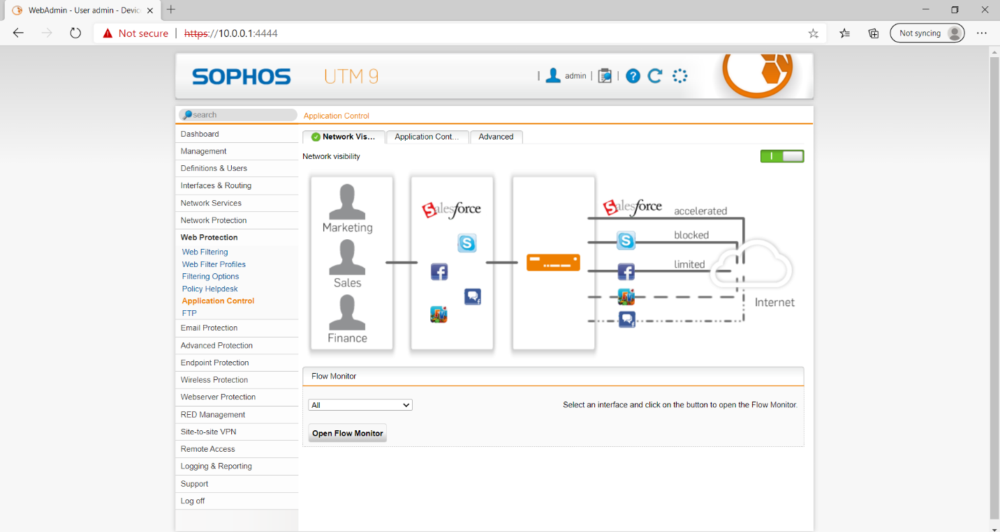 WebAdmin - User admin - Devic
Not secure | https://10.0.0.1:4444
Not syncing
SOPHOS UTM 9
| admin | | ?
search
Application Control
Dashboard
Management
Definitions & Users
Interfaces & Routing
Network Services
Network Protection
Web Protection
Web Filtering
Web Filter Profiles
Filtering Options
Policy Helpdesk
Application Control
FTP
Email Protection
Advanced Protection
Endpoint Protection
Wireless Protection
Webserver Protection
RED Management
Site-to-site VPN
Remote Access
Logging & Reporting
Support
Log off
Network Vis... Application Cont... Advanced
Network visibility
Marketing
Sales
Finance
Salesforce
S
f
f
Salesforce accelerated
S blocked
f limited
f
Internet
Flow Monitor
All
Select an interface and click on the button to open the Flow Monitor.
Open Flow Monitor